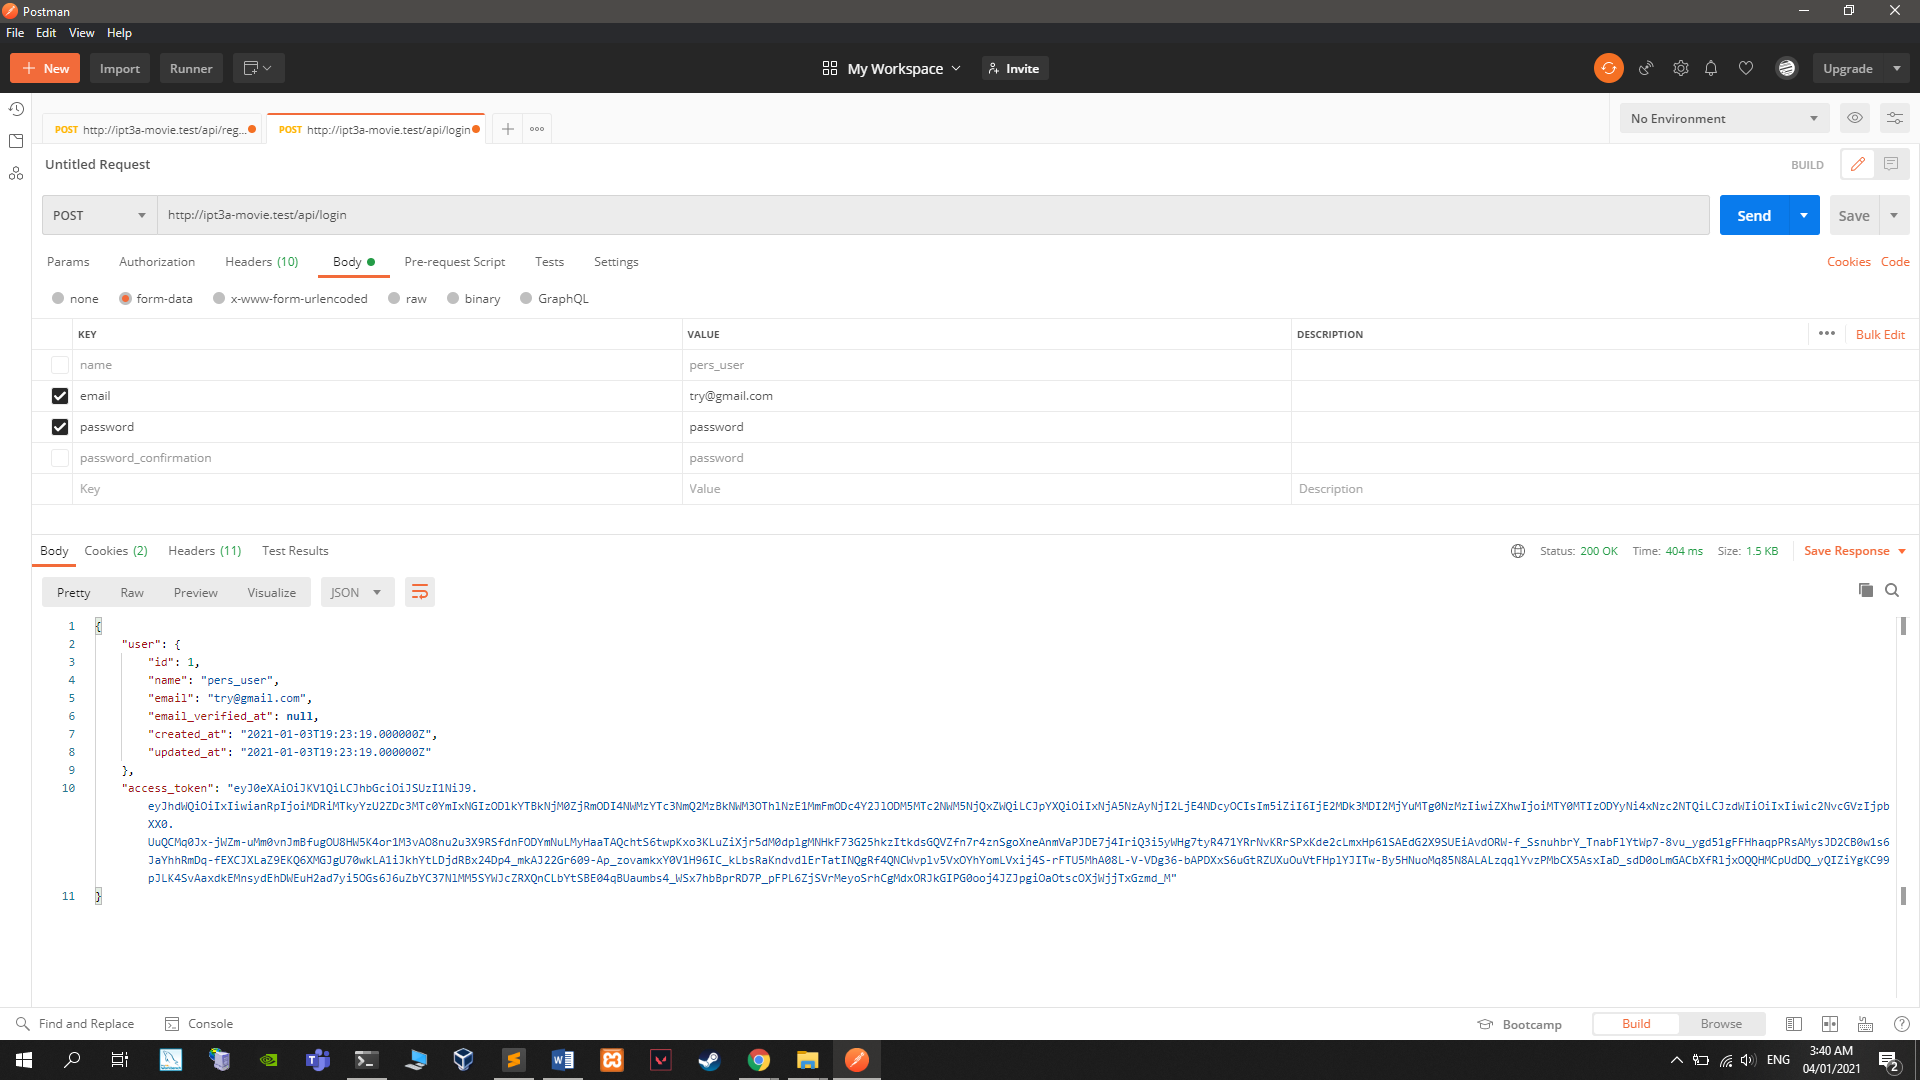 Postman
File Edit View Help
New Import Runner My Workspace Invite Upgrade
POST http://ipt3a-movie.test/api/reg... POST http://ipt3a-movie.test/api/login No Environment
Untitled Request BUILD
POST http://ipt3a-movie.test/api/login Send Save
Params Authorization Headers (10) Body Pre-request Script Tests Settings Cookies Code
none form-data x-www-form-urlencoded raw binary GraphQL
KEY VALUE DESCRIPTION Bulk Edit
name pers_user
email try@gmail.com
password password
password_confirmation password
Key Value Description
Body Cookies (2) Headers (11) Test Results Status: 200 OK Time: 404 ms Size: 1.5 KB Save Response
Pretty Raw Preview Visualize JSON
1 {
2 "user": {
3 "id": 1,
4 "name": "pers_user",
5 "email": "try@gmail.com",
6 "email_verified_at": null,
7 "created_at": "2021-01-03T19:23:19.000000Z",
8 "updated_at": "2021-01-03T19:23:19.000000Z"
9 },
10 "access_token": "eyJ0eXAiOiJKV1QiLCJhbGciOiJSUzI1NiJ9.
11 }
Find and Replace Console Bootcamp Build Browse
ENG 3:40 AM
04/01/2021 2